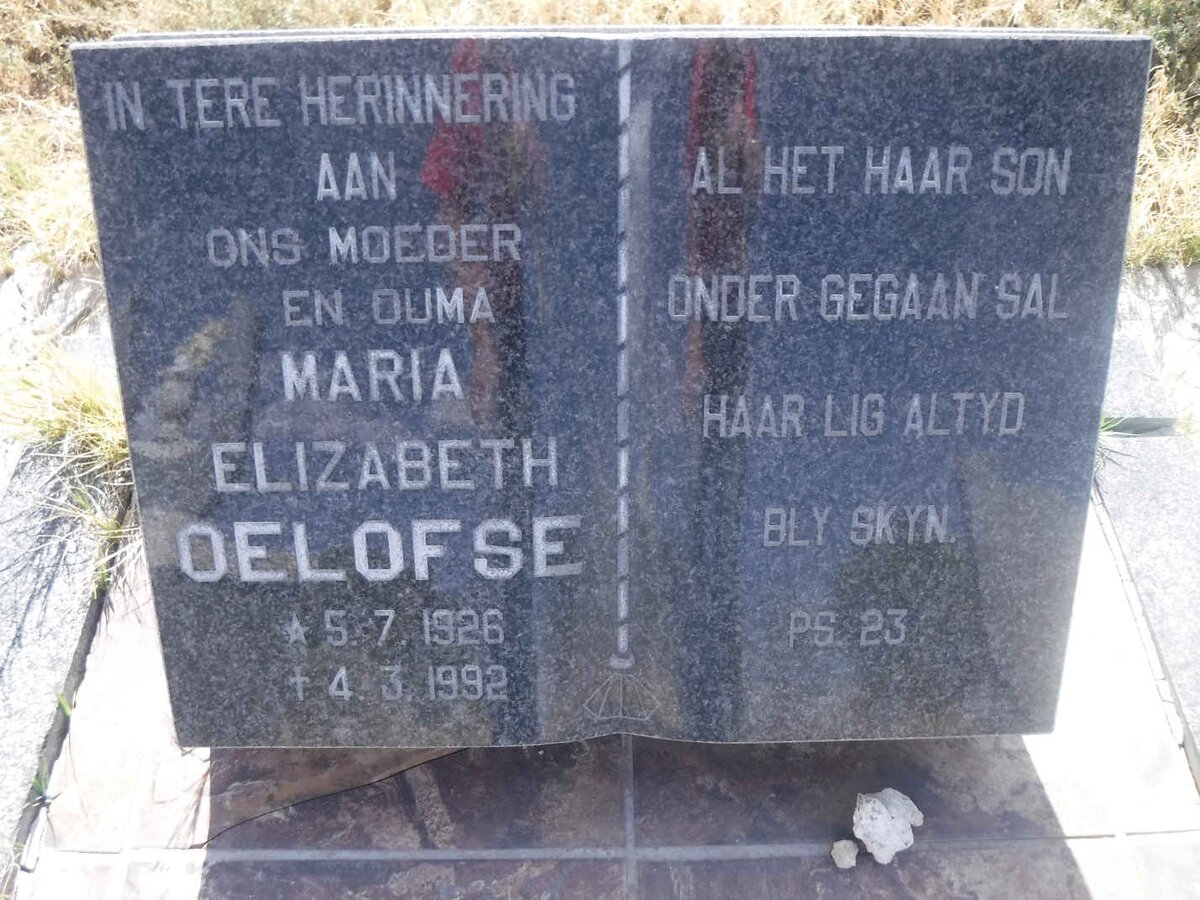 IN TERE HERINNERING
AAN
ONS MOEDER
EN OUMA
MARIA
ELIZABETH
OELOFSE
★ 5. 7. 1926
✝ 4. 3. 1992
AL HET HAAR SON
ONDER GEGAAN SAL
HAAR LIG ALTYD
BLY SKYN.
PS. 23.